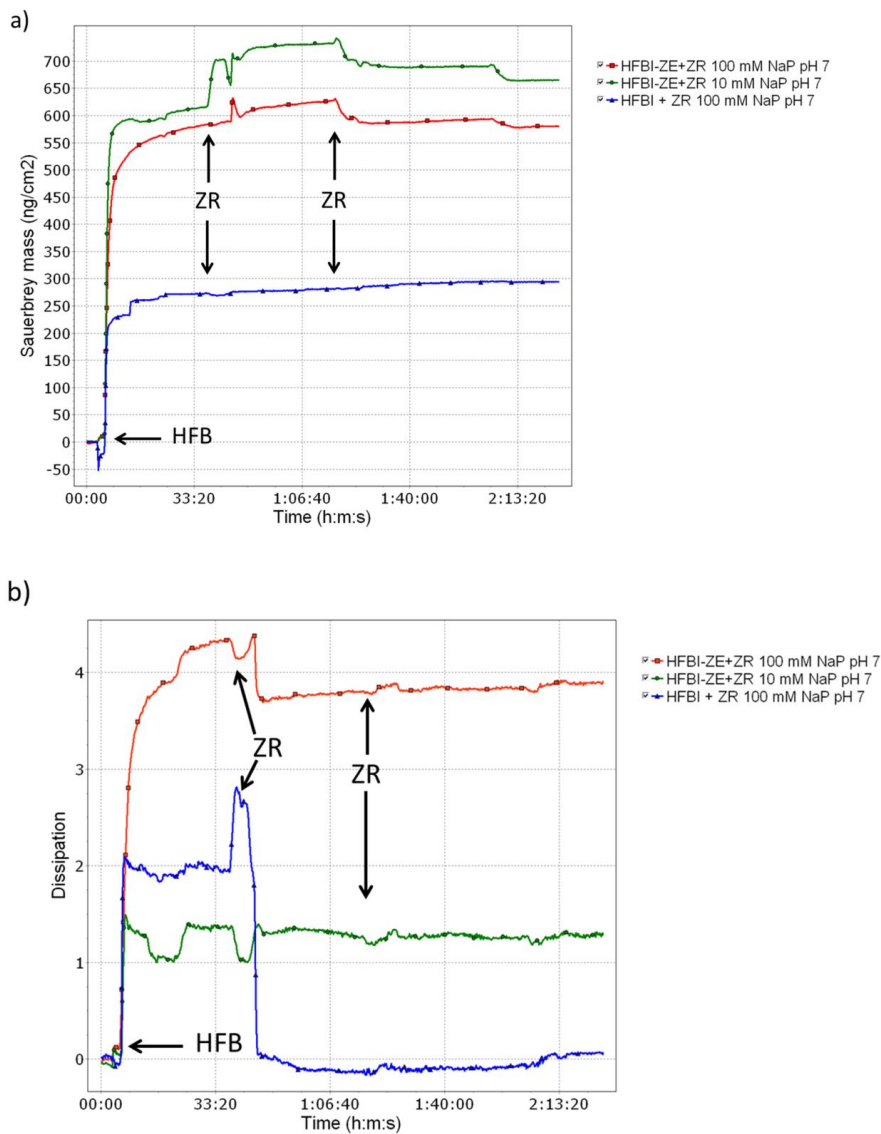 a)
Sauerbrey mass (ng/cm2)
700
650
600
550
500
450
400
350
300
250
200
150
100
50
0
-50
ZR
ZR
HFB
00:00 33:20 1:06:40 1:40:00 2:13:20
Time (h:m:s)
HFBI-ZE+ZR 100 mM NaP pH 7
HFBI-ZE+ZR 10 mM NaP pH 7
HFBI + ZR 100 mM NaP pH 7
b)
Dissipation
4
3
2
1
0
ZR
ZR
HFB
00:00 33:20 1:06:40 1:40:00 2:13:20
Time (h:m:s)
HFBI-ZE+ZR 100 mM NaP pH 7
HFBI-ZE+ZR 10 mM NaP pH 7
HFBI + ZR 100 mM NaP pH 7